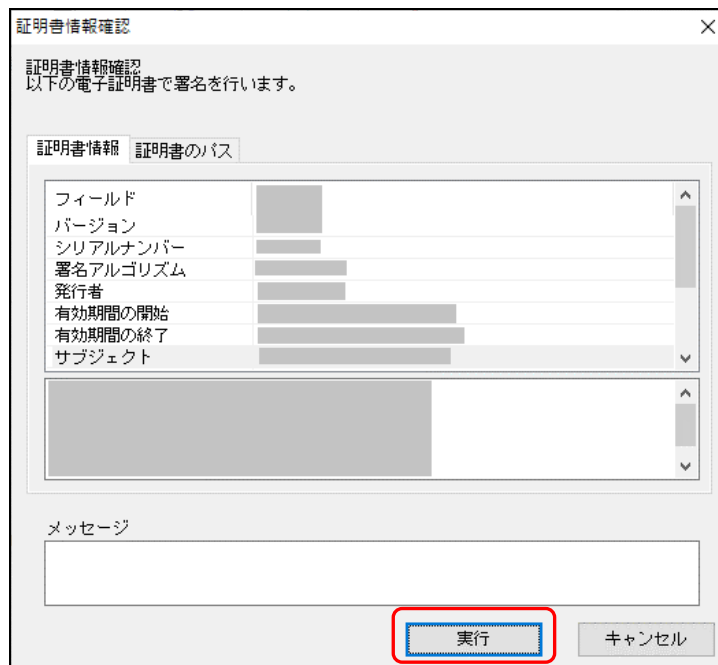 証明書情報確認
証明書情報確認
以下の電子証明書で署名を行います。
証明書情報 証明書のパス
フィールド
バージョン
シリアルナンバー
署名アルゴリズム
発行者
有効期間の開始
有効期間の終了
サブジェクト
メッセージ
実行 キャンセル